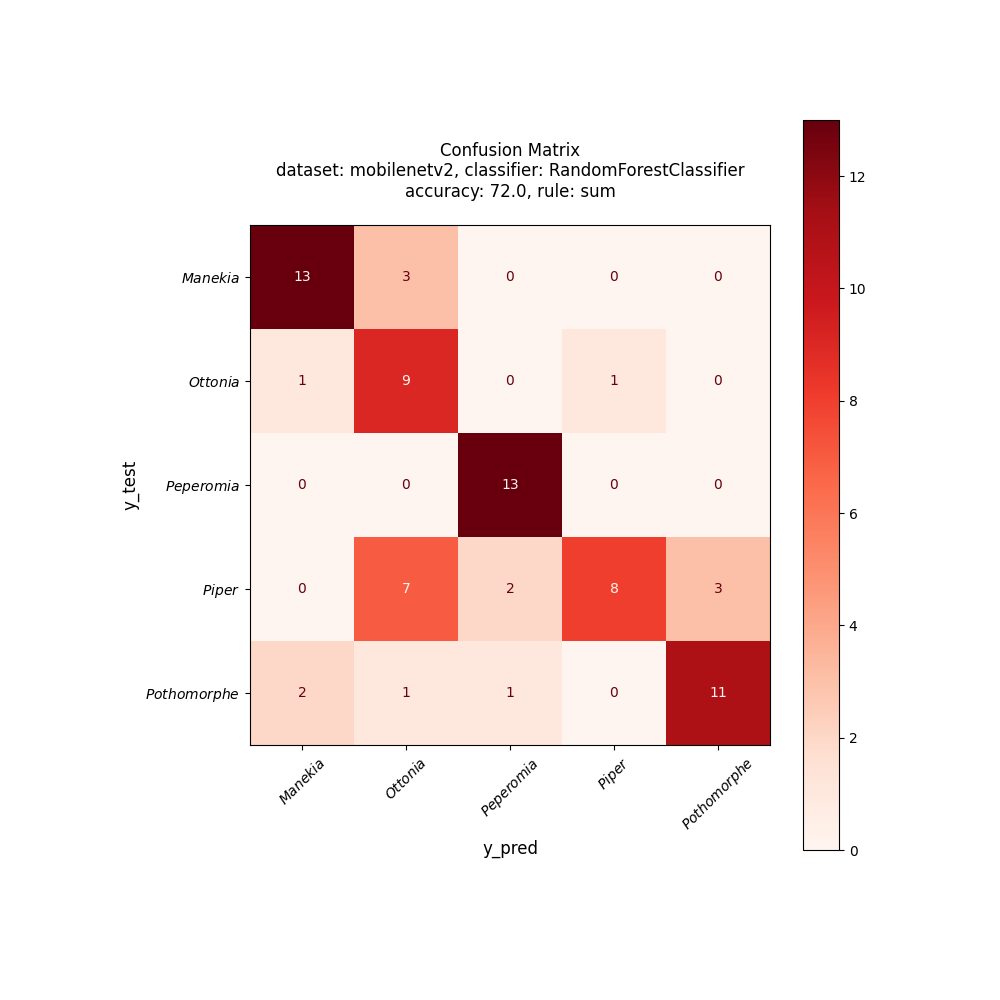 Confusion Matrix
dataset: mobilenetv2, classifier: RandomForestClassifier
accuracy: 72.0, rule: sum
y_test
Manekia 13 3 0 0 0
Ottonia 1 9 0 1 0
Peperomia 0 0 13 0 0
Piper 0 7 2 8 3
Pothomorphe 2 1 1 0 11
Manekia Ottonia Peperomia Piper Pothomorphe
y_pred
12
10
8
6
4
2
0